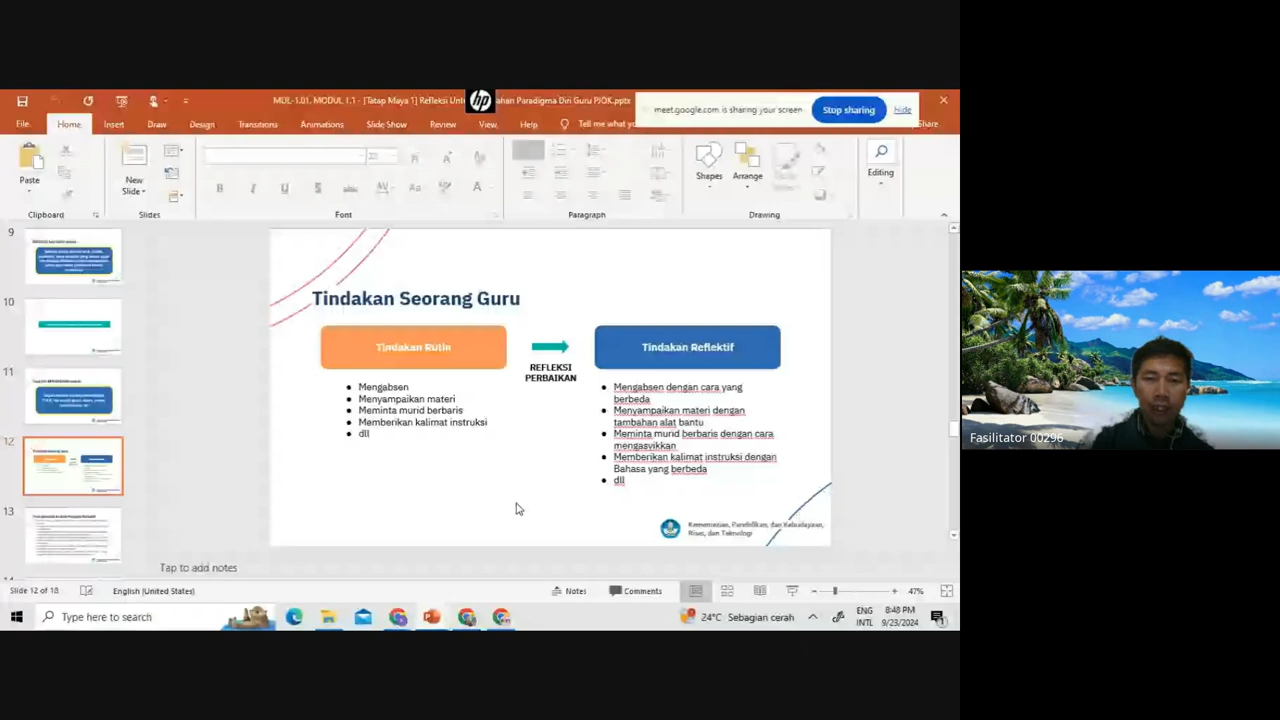 MUL-1.01. MODUL 1.1 - [Tatap Maya 1] Refleksi Unt
ahan Paradigma Diri Guru PJOK.pptx
meet.google.com is sharing your screen
Stop sharing
Hide
File
Home
Insert
Draw
Design
Transitions
Animations
Slide Show
Review
View
Help
Tell me what yo
Share
Paste
New
Slide
Shapes
Arrange
Editing
Clipboard
Slides
Font
Paragraph
Drawing
9
10
11
12
13
Tindakan Seorang Guru
Tindakan Rutin
REFLEKSI
PERBAIKAN
Tindakan Reflektif
Mengabsen
Menyampaikan materi
Meminta murid berbaris
Memberikan kalimat instruksi
dll
Mengabsen dengan cara yang
berbeda
Menyampaikan materi dengan
tambahan alat bantu
Meminta murid berbaris dengan cara
mengasyikkan
Memberikan kalimat instruksi dengan
Bahasa yang berbeda
dll
Kementerian, Pendidikan, dan Kebudayaan,
Riset, dan Teknologi
Tap to add notes
Slide 12 of 18
English (United States)
Notes
Comments
47%
Type here to search
24°C Sebagian cerah
ENG
INTL
8:48 PM
9/23/2024
Fasilitator 00296